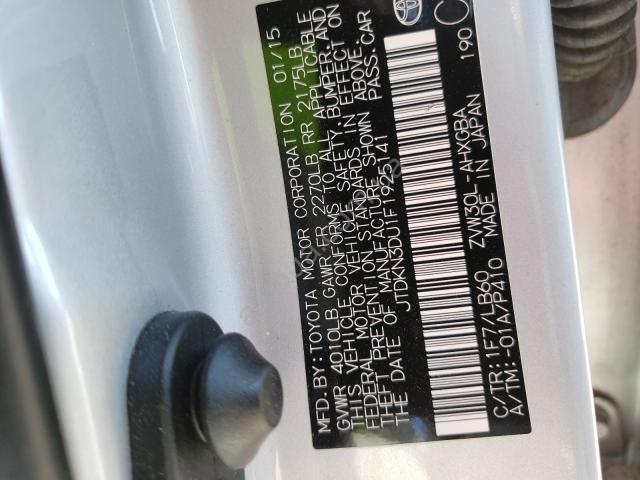 MFD. BY: TOYOTA MOTOR CORPORATION 01/15
GVWR 4010LB GAWR FR 2270LB RR 2175LB
THIS VEHICLE CONFORMS TO ALL APPLICABLE
FEDERAL MOTOR VEHICLE SAFETY, BUMPER, AND
THEFT PREVENTION STANDARDS IN EFFECT ON
THE DATE OF MANUFACTURE SHOWN ABOVE.
JTDKN3DU1F1925141 PASS. CAR
C/TR: 1F7/LB60 ZVW30L-AHXGBA
A/TM: -01A/P410 MADE IN JAPAN 190
C